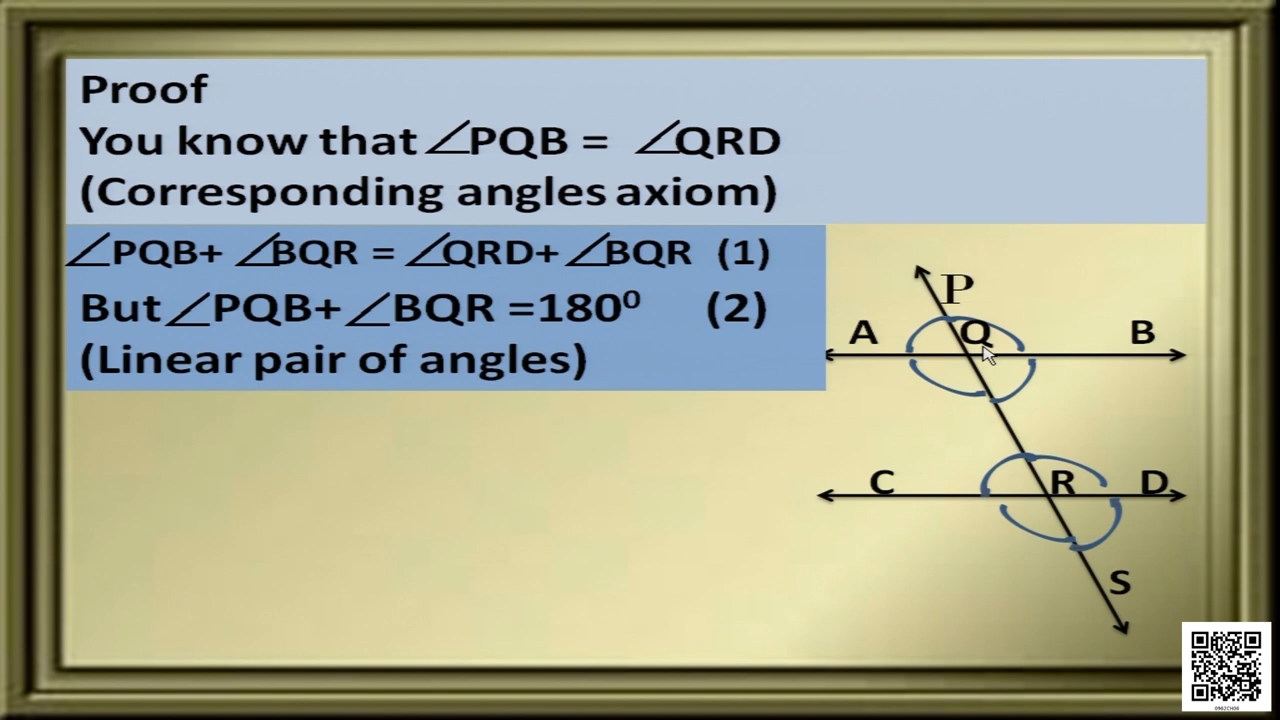 Proof
You know that ∠PQB = ∠QRD
(Corresponding angles axiom)
∠PQB+ ∠BQR = ∠QRD+ ∠BQR (1)
But ∠PQB+ ∠BQR =180⁰ (2)
(Linear pair of angles)
P
A Q B
C R D
S
0962CH06